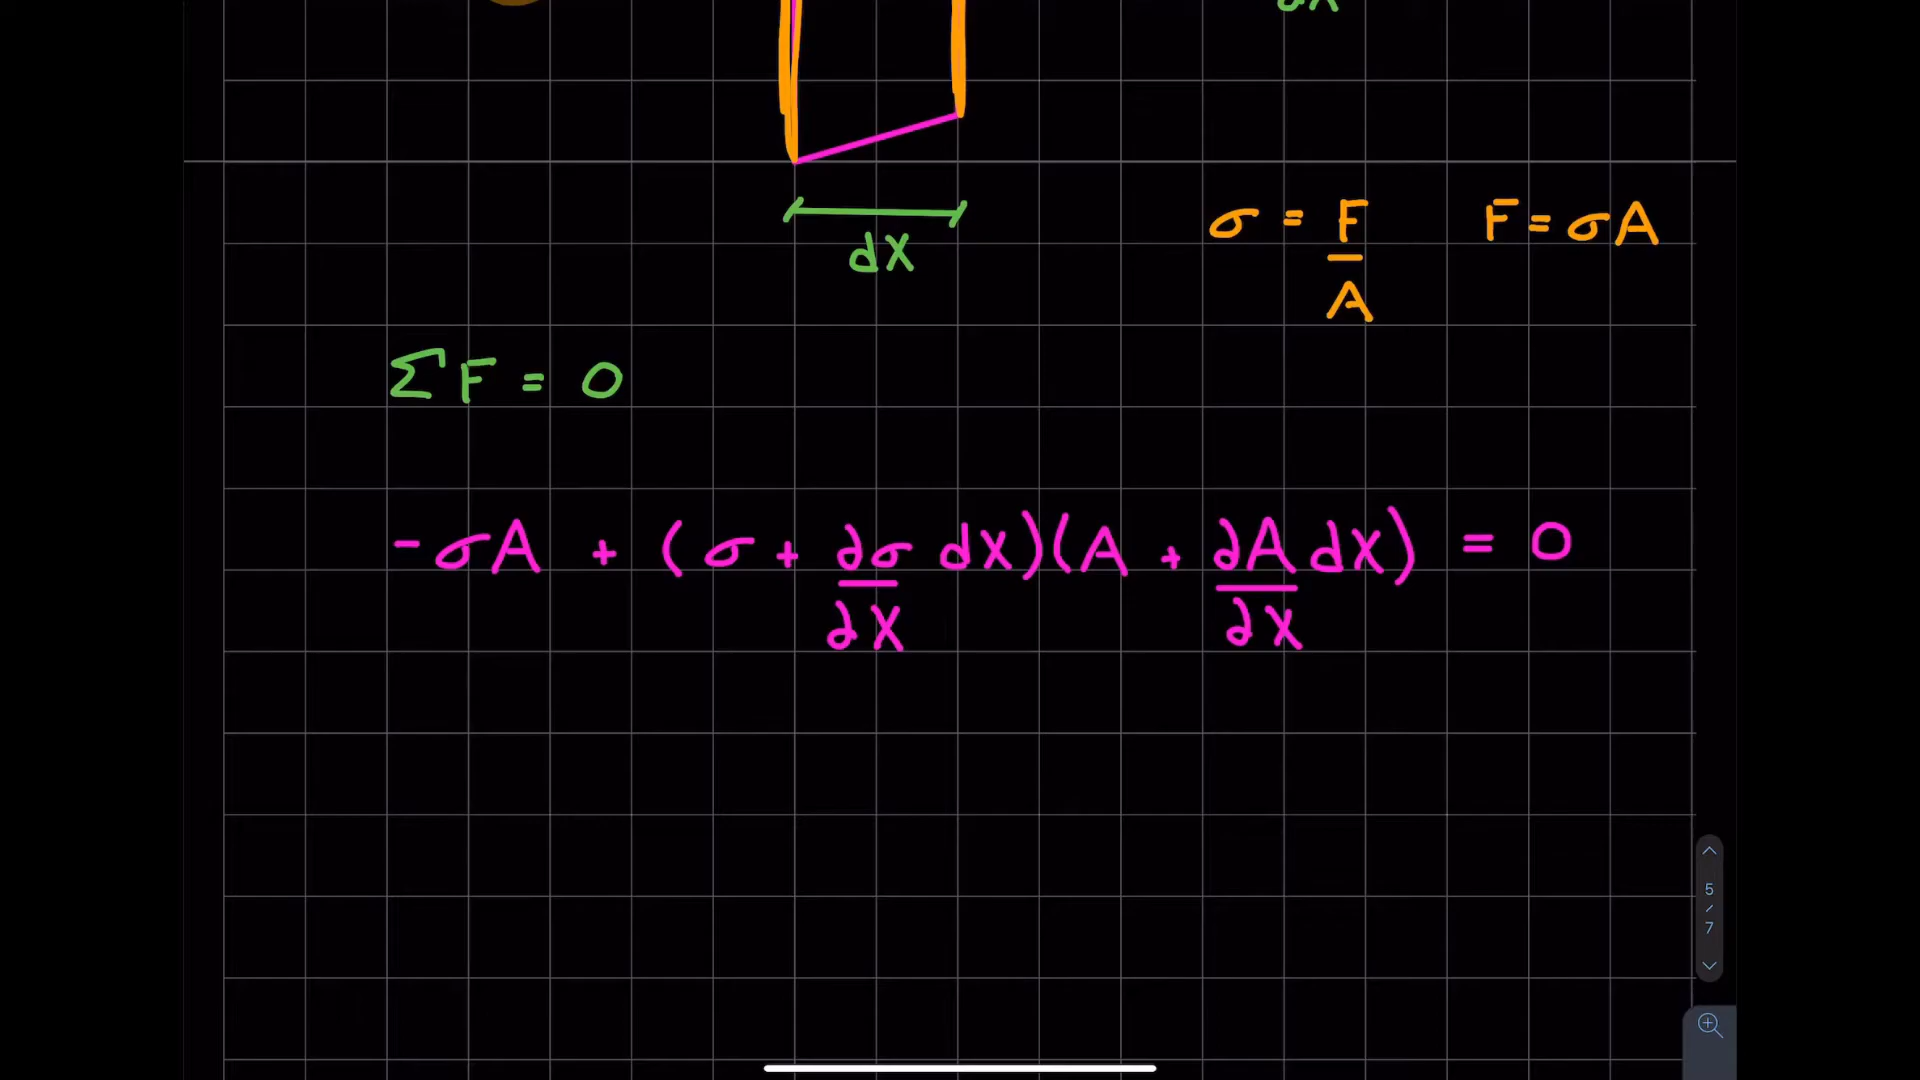 dX
σ = F/A F = σA
ΣF = 0
-σA + (σ + ∂σ/∂X dX)(A + ∂A/∂X dX) = 0
5
/
7